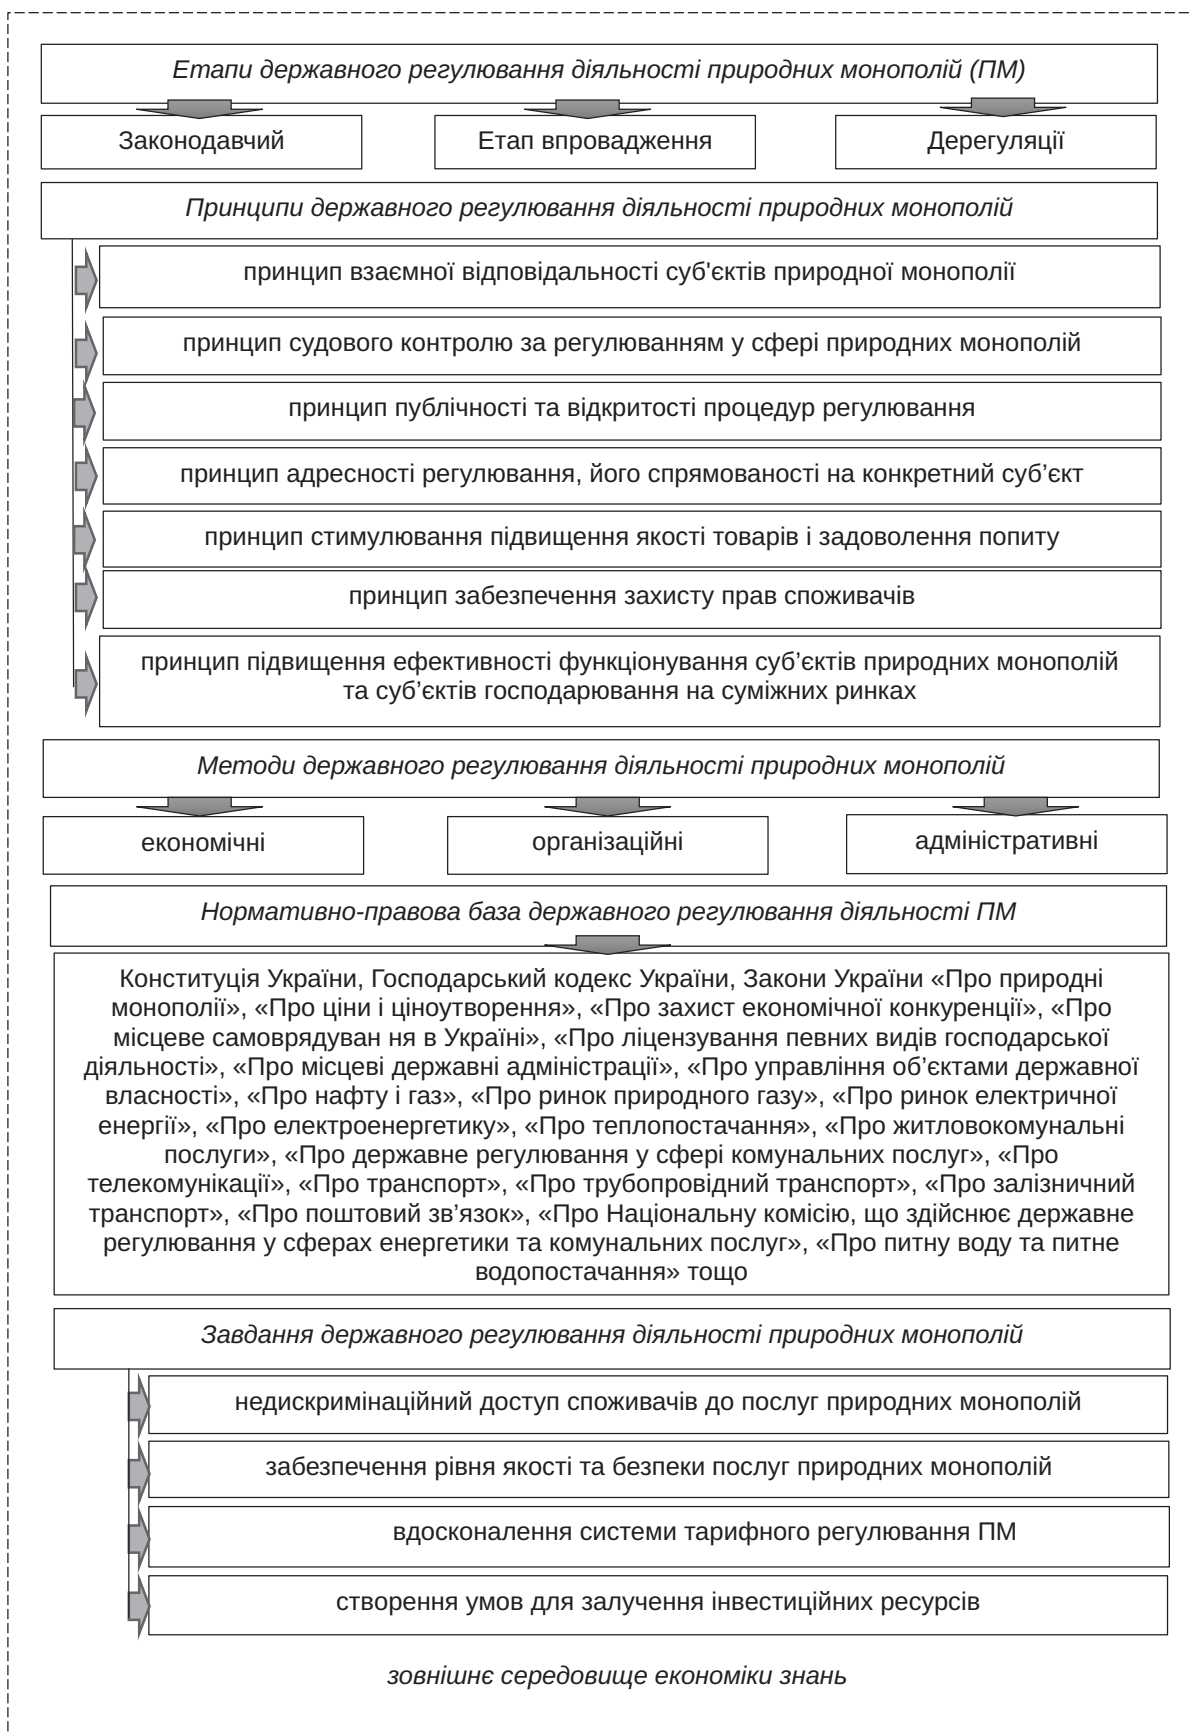 Етапи державного регулювання діяльності природних монополій (ПМ)
Законодавчий
Етап впровадження
Дерегуляції
Принципи державного регулювання діяльності природних монополій
принцип взаємної відповідальності суб'єктів природної монополії
принцип судового контролю за регулюванням у сфері природних монополій
принцип публічності та відкритості процедур регулювання
принцип адресності регулювання, його спрямованості на конкретний суб’єкт
принцип стимулювання підвищення якості товарів і задоволення попиту
принцип забезпечення захисту прав споживачів
принцип підвищення ефективності функціонування суб’єктів природних монополій
та суб’єктів господарювання на суміжних ринках
Методи державного регулювання діяльності природних монополій
економічні
організаційні
адміністративні
Нормативно-правова база державного регулювання діяльності ПМ
Конституція України, Господарський кодекс України, Закони України «Про природні
монополії», «Про ціни і ціноутворення», «Про захист економічної конкуренції», «Про
місцеве самоврядуван ня в Україні», «Про ліцензування певних видів господарської
діяльності», «Про місцеві державні адміністрації», «Про управління об’єктами державної
власності», «Про нафту і газ», «Про ринок природного газу», «Про ринок електричної
енергії», «Про електроенергетику», «Про теплопостачання», «Про житловокомунальні
послуги», «Про державне регулювання у сфері комунальних послуг», «Про
телекомунікації», «Про транспорт», «Про трубопровідний транспорт», «Про залізничний
транспорт», «Про поштовий зв’язок», «Про Національну комісію, що здійснює державне
регулювання у сферах енергетики та комунальних послуг», «Про питну воду та питне
водопостачання» тощо
Завдання державного регулювання діяльності природних монополій
недискримінаційний доступ споживачів до послуг природних монополій
забезпечення рівня якості та безпеки послуг природних монополій
вдосконалення системи тарифного регулювання ПМ
створення умов для залучення інвестиційних ресурсів
зовнішнє середовище економіки знань